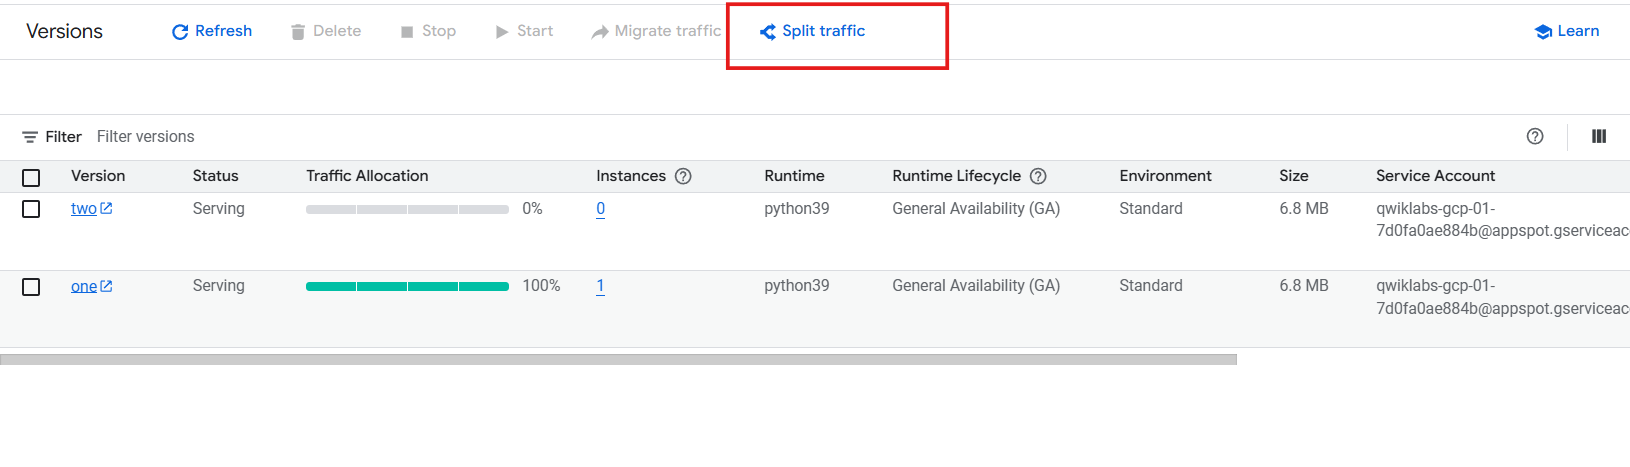 Versions Refresh Delete Stop Start Migrate traffic Split traffic Learn
Filter Filter versions
Version Status Traffic Allocation Instances Runtime Runtime Lifecycle Environment Size Service Account
two Serving 0% 0 python39 General Availability (GA) Standard 6.8 MB qwiklabs-gcp-01-
7d0fa0ae884b@appspot.gserviceac
one Serving 100% 1 python39 General Availability (GA) Standard 6.8 MB qwiklabs-gcp-01-
7d0fa0ae884b@appspot.gserviceac